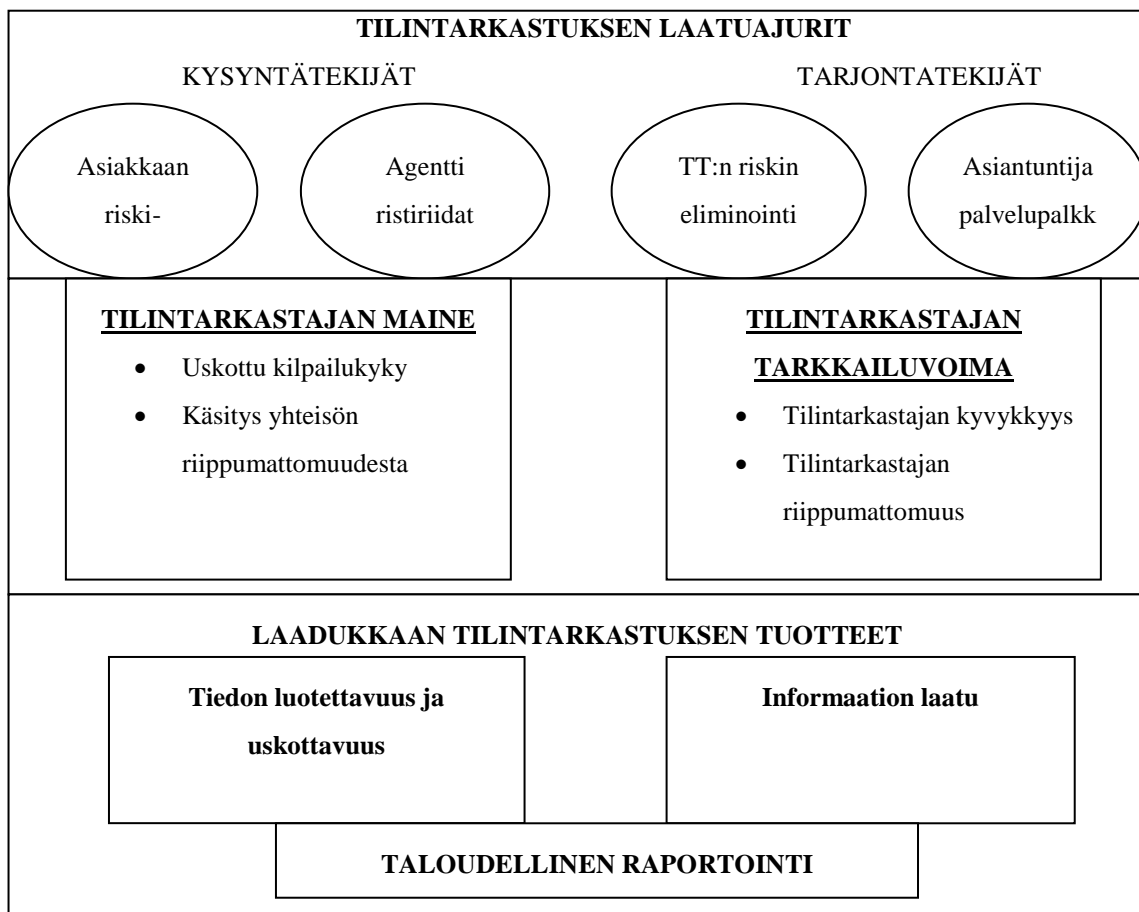 TILINTARKASTUKSEN LAATUAJURIT
KYSYNTÄTEKIJÄT
TARJONTATEKIJÄT
Asiakkaan
riski-
Agentti
ristiriidat
TT:n riskin
eliminointi
Asiantuntija
palvelupalkk
TILINTARKASTAJAN MAINE
• Uskottu kilpailukyky
• Käsitys yhteisön
riippumattomuudesta
TILINTARKASTAJAN
TARKKAILUVOIMA
• Tilintarkastajan kyvykkyys
• Tilintarkastajan
riippumattomuus
LAADUKKAAN TILINTARKASTUKSEN TUOTTEET
Tiedon luotettavuus ja
uskottavuus
Informaation laatu
TALOUDELLINEN RAPORTOINTI